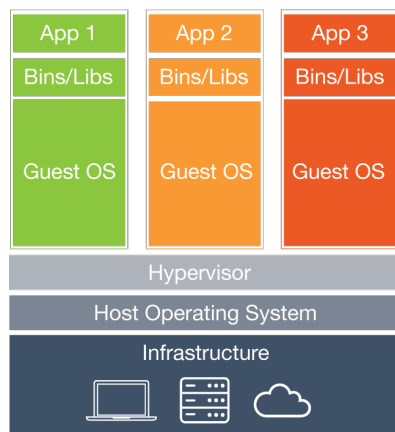 App 1
App 2
App 3
Bins/Libs
Bins/Libs
Bins/Libs
Guest OS
Guest OS
Guest OS
Hypervisor
Host Operating System
Infrastructure